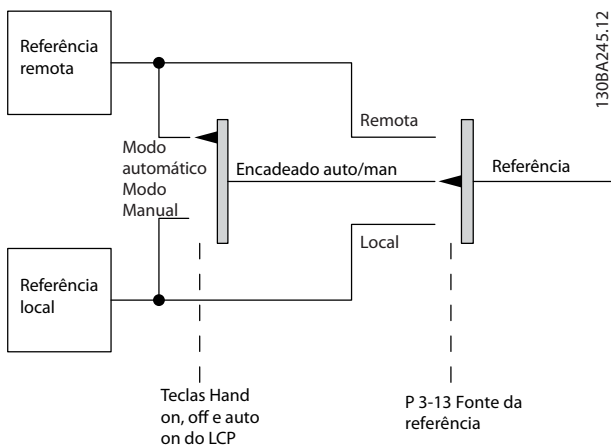 Referência
remota
130BA245.12
Remota
Modo
automático
Modo
Manual
Encadeado auto/man
Referência
Local
Referência
local
Teclas Hand
on, off e auto
on do LCP
P 3-13 Fonte da
referência